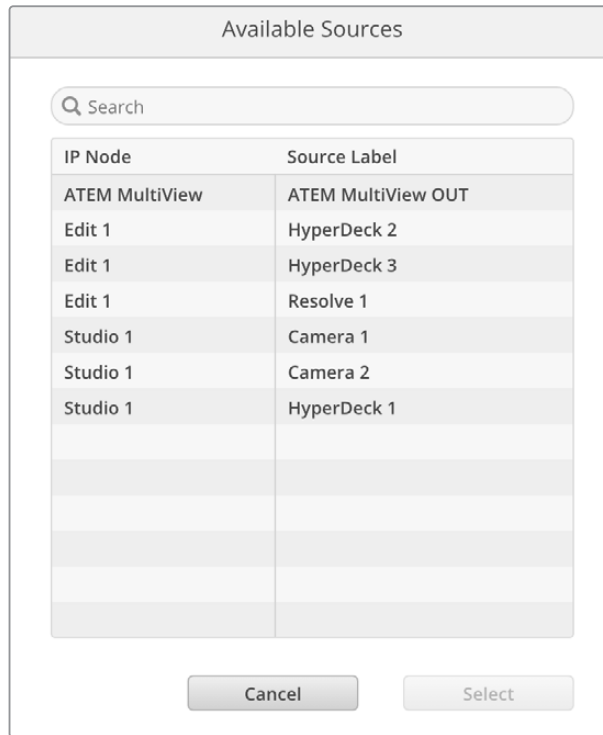 Available Sources
Search
IP Node Source Label
ATEM MultiView ATEM MultiView OUT
Edit 1 HyperDeck 2
Edit 1 HyperDeck 3
Edit 1 Resolve 1
Studio 1 Camera 1
Studio 1 Camera 2
Studio 1 HyperDeck 1
Cancel Select